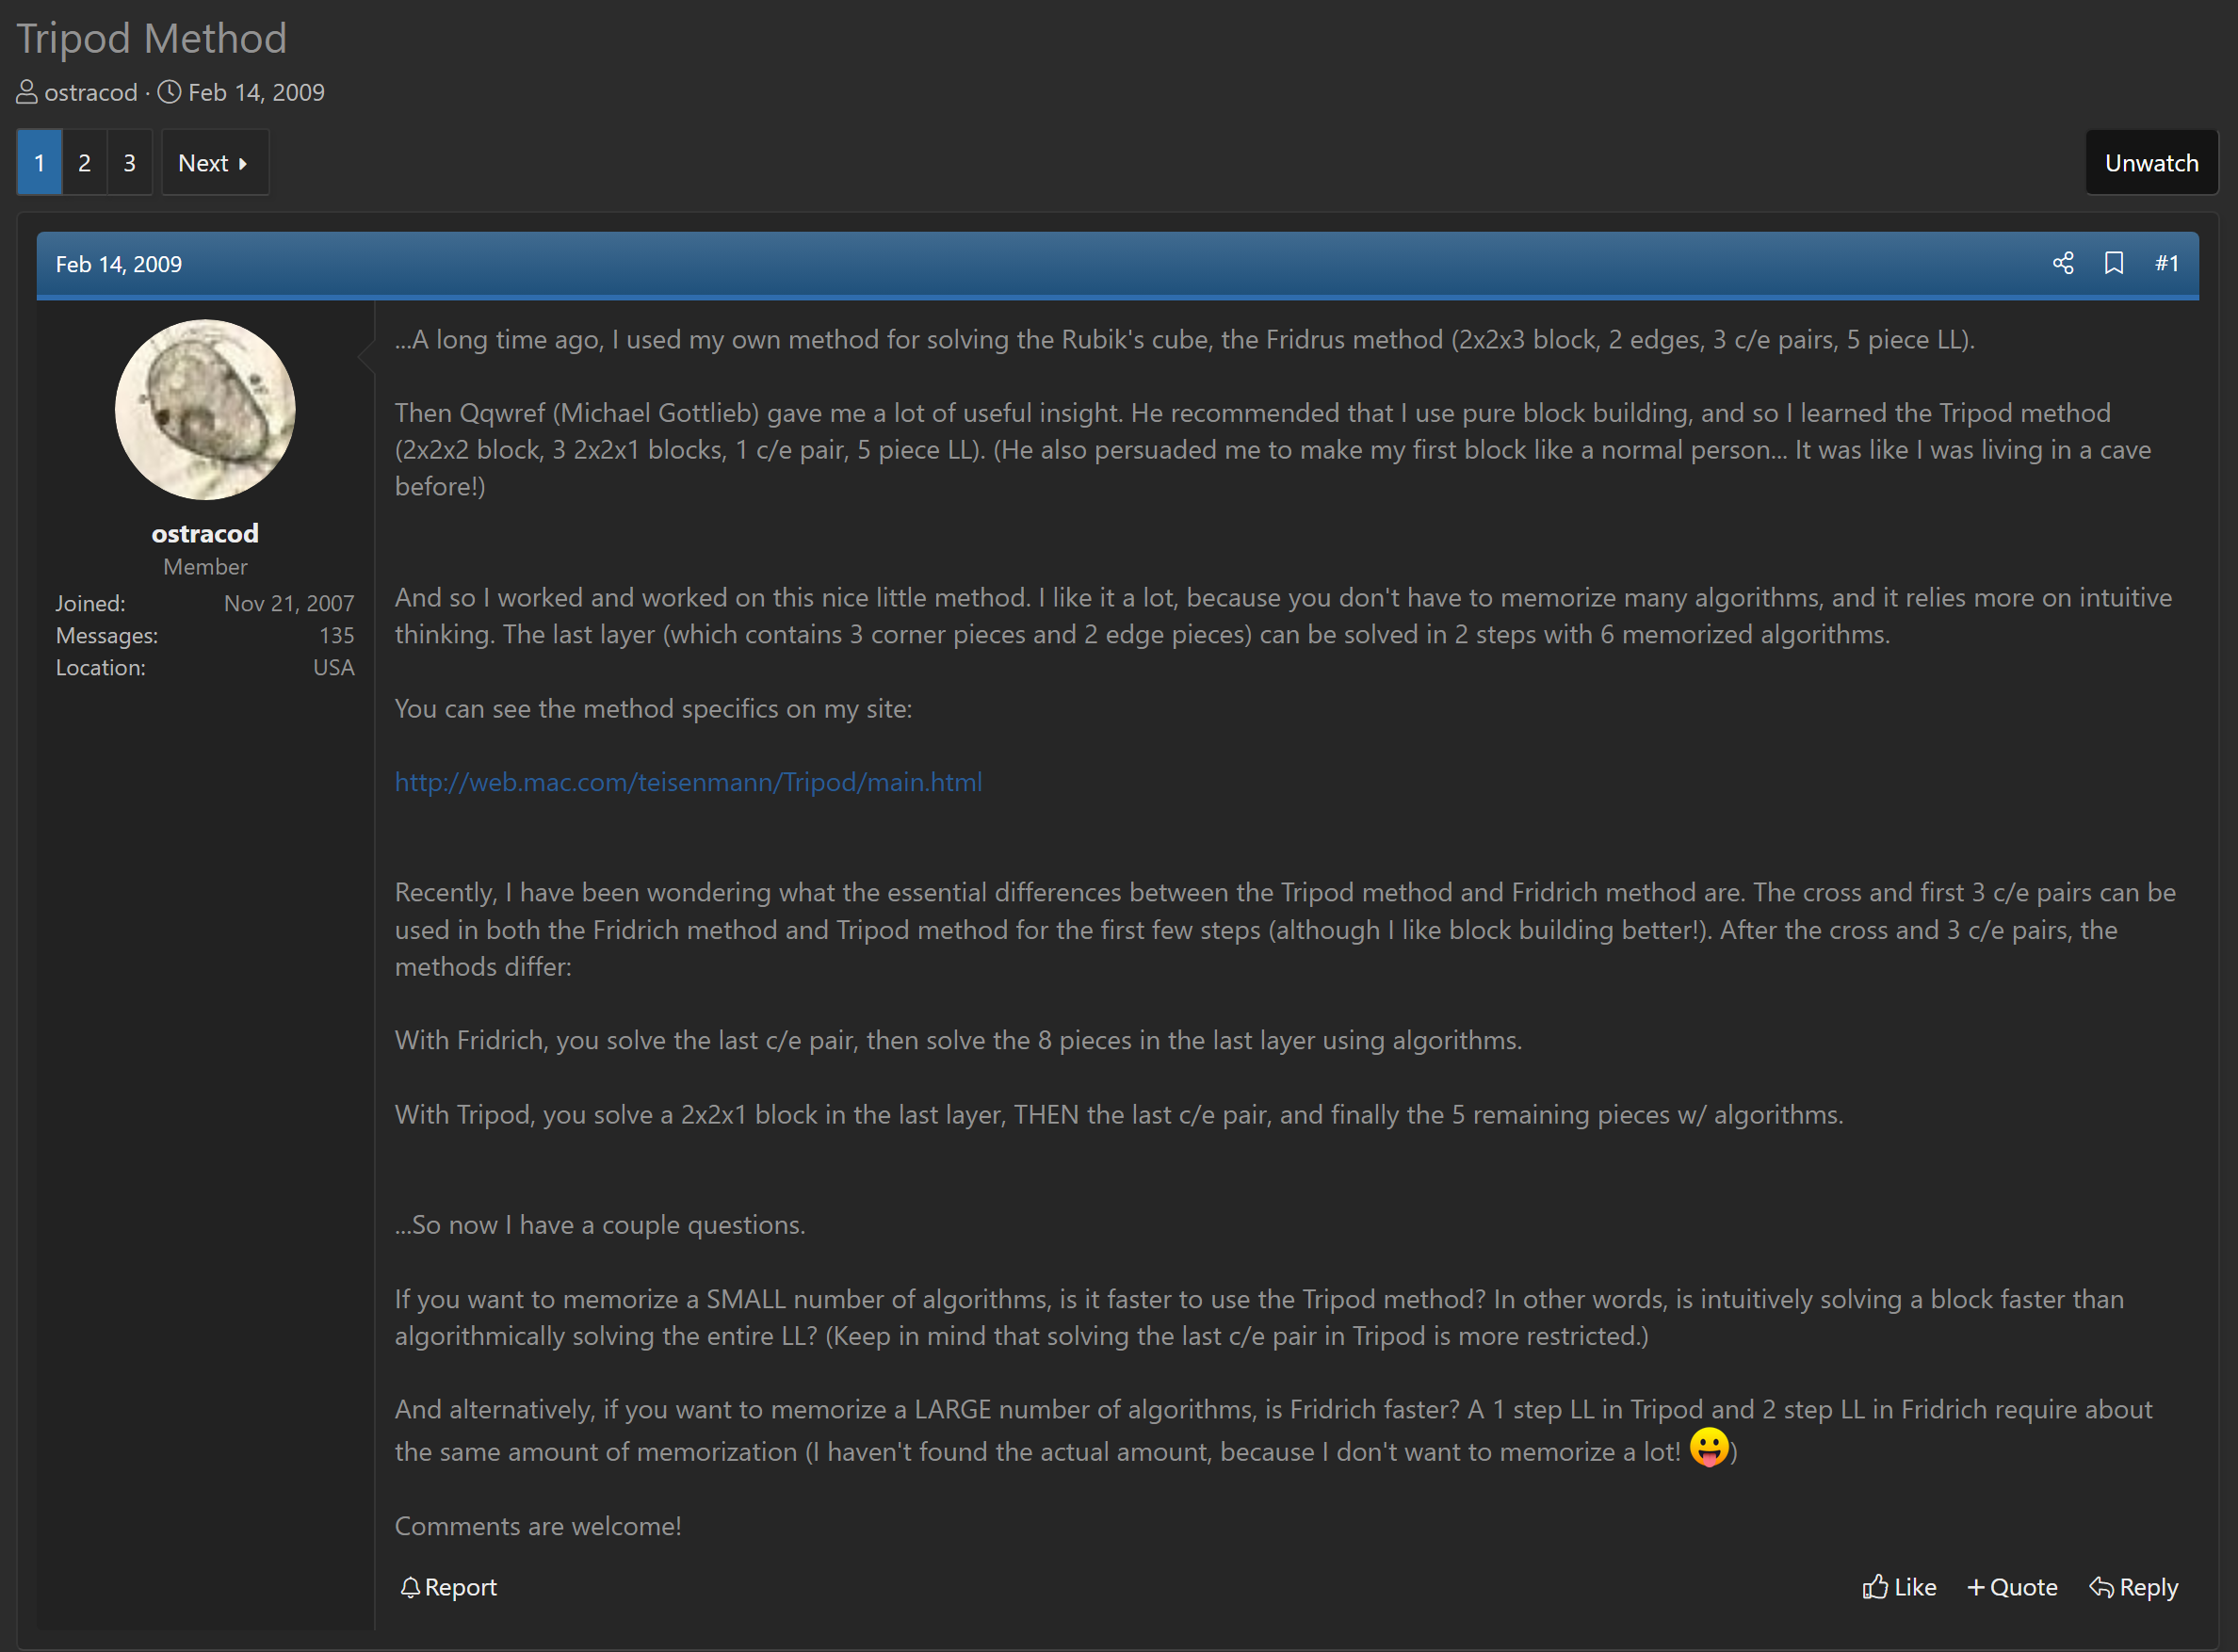 Tripod Method
ostracod · Feb 14, 2009
1 2 3 Next
Unwatch
Feb 14, 2009
#1
ostracod
Member
Joined: Nov 21, 2007
Messages: 135
Location: USA
...A long time ago, I used my own method for solving the Rubik's cube, the Fridrus method (2x2x3 block, 2 edges, 3 c/e pairs, 5 piece LL).
Then Qqwref (Michael Gottlieb) gave me a lot of useful insight. He recommended that I use pure block building, and so I learned the Tripod method
(2x2x2 block, 3 2x2x1 blocks, 1 c/e pair, 5 piece LL). (He also persuaded me to make my first block like a normal person... It was like I was living in a cave
before!)
And so I worked and worked on this nice little method. I like it a lot, because you don't have to memorize many algorithms, and it relies more on intuitive
thinking. The last layer (which contains 3 corner pieces and 2 edge pieces) can be solved in 2 steps with 6 memorized algorithms.
You can see the method specifics on my site:
http://web.mac.com/teisenmann/Tripod/main.html
Recently, I have been wondering what the essential differences between the Tripod method and Fridrich method are. The cross and first 3 c/e pairs can be
used in both the Fridrich method and Tripod method for the first few steps (although I like block building better!). After the cross and 3 c/e pairs, the
methods differ:
With Fridrich, you solve the last c/e pair, then solve the 8 pieces in the last layer using algorithms.
With Tripod, you solve a 2x2x1 block in the last layer, THEN the last c/e pair, and finally the 5 remaining pieces w/ algorithms.
...So now I have a couple questions.
If you want to memorize a SMALL number of algorithms, is it faster to use the Tripod method? In other words, is intuitively solving a block faster than
algorithmically solving the entire LL? (Keep in mind that solving the last c/e pair in Tripod is more restricted.)
And alternatively, if you want to memorize a LARGE number of algorithms, is Fridrich faster? A 1 step LL in Tripod and 2 step LL in Fridrich require about
the same amount of memorization (I haven't found the actual amount, because I don't want to memorize a lot! 😛)
Comments are welcome!
Report
Like + Quote Reply